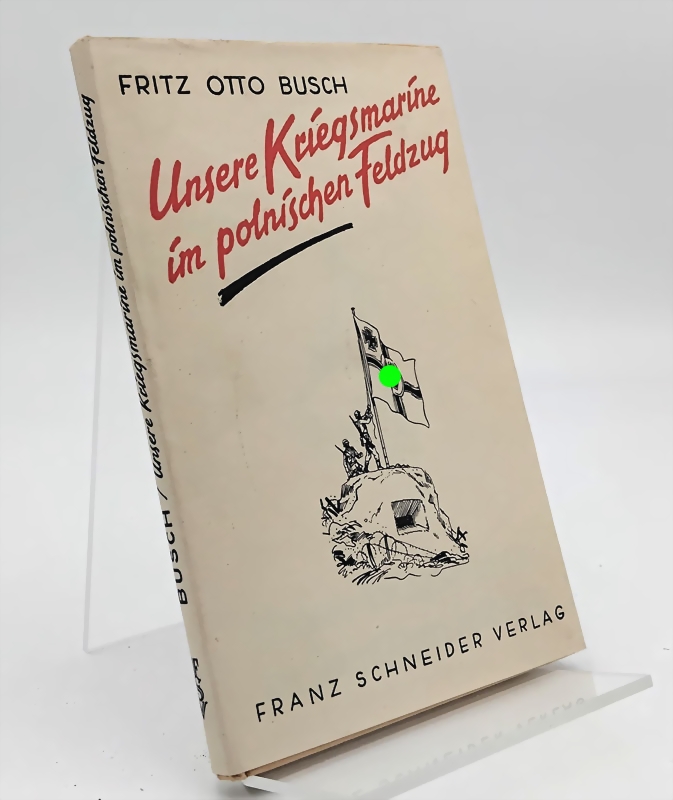 FRITZ OTTO BUSCH
Unsere Kriegsmarine
im polnischen Feldzug
FRANZ SCHNEIDER VERLAG
BUSCH / Unsere Kriegsmarine im polnischen Feldzug